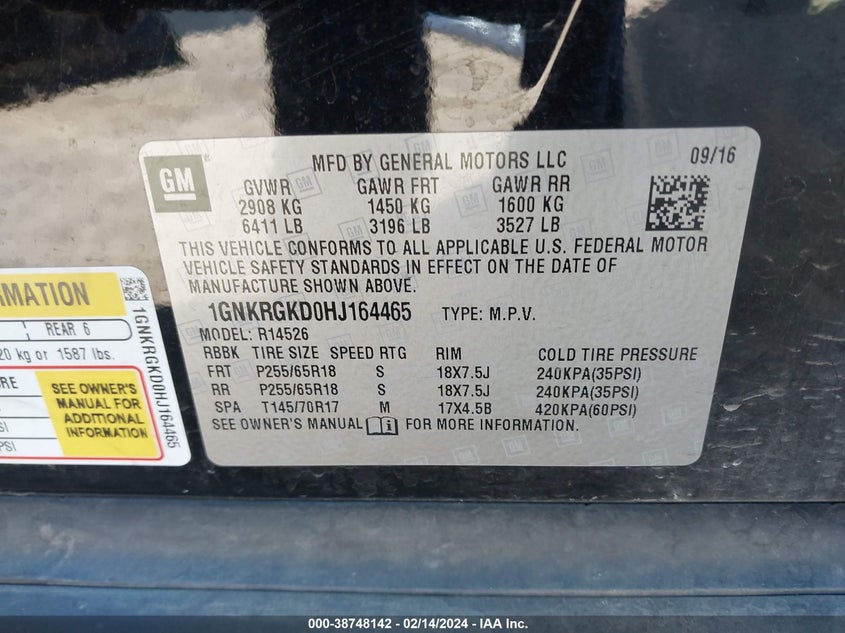 GM
MFD BY GENERAL MOTORS LLC
09/16
GVWR GAWR FRT GAWR RR
2908 KG 1450 KG 1600 KG
6411 LB 3196 LB 3527 LB
THIS VEHICLE CONFORMS TO ALL APPLICABLE U.S. FEDERAL MOTOR
VEHICLE SAFETY STANDARDS IN EFFECT ON THE DATE OF
MANUFACTURE SHOWN ABOVE.
1GNKRGKD0HJ164465 TYPE: M.P.V.
MODEL: R14526
RBBK TIRE SIZE SPEED RTG RIM COLD TIRE PRESSURE
FRT P255/65R18 S 18X7.5J 240KPA(35PSI)
RR P255/65R18 S 18X7.5J 240KPA(35PSI)
SPA T145/70R17 M 17X4.5B 420KPA(60PSI)
SEE OWNER'S MANUAL i FOR MORE INFORMATION.
REAR 6
kg or 1587 lbs.
SEE OWNER'S
MANUAL FOR
ADDITIONAL
INFORMATION
1GNKRGKD0HJ164465
000-38748142 - 02/14/2024 - IAA Inc.